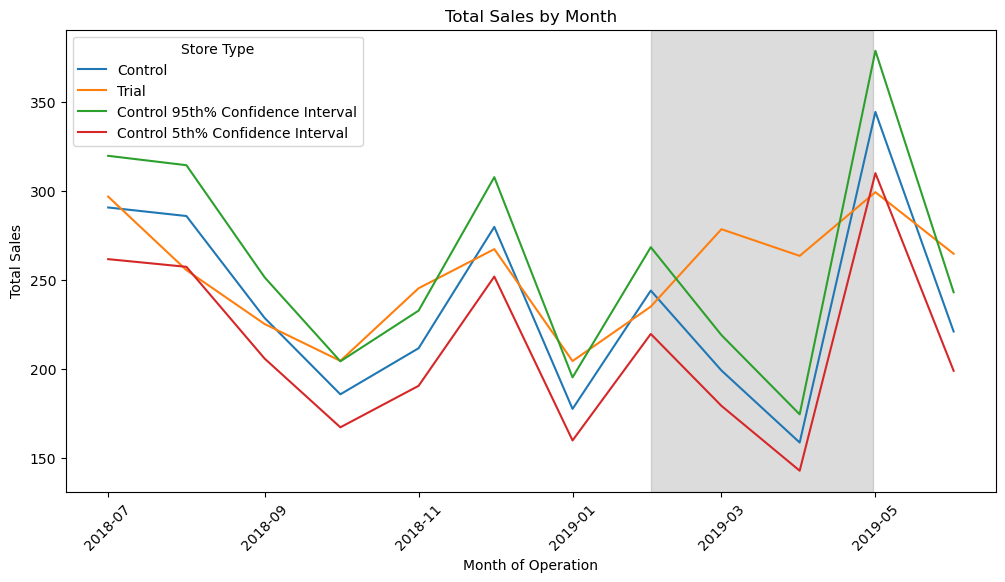 Total Sales by Month
Store Type
Control
Trial
Control 95th% Confidence Interval
Control 5th% Confidence Interval
Total Sales
350
300
250
200
150
2018-07
2018-09
2018-11
2019-01
2019-03
2019-05
Month of Operation